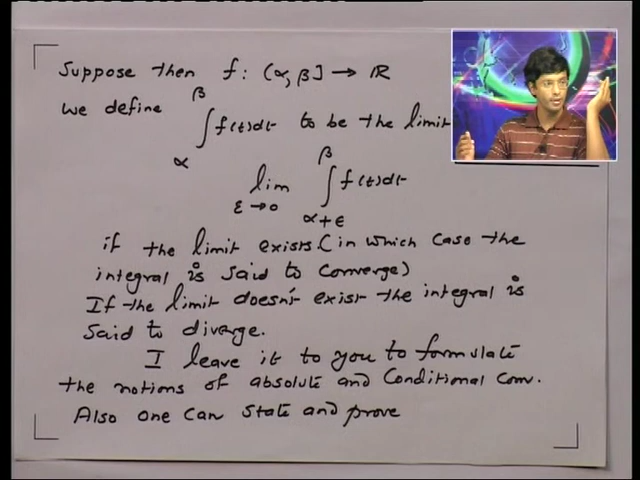 Suppose then f: (α, β] → ℝ
we define ∫_α^β f(t)dt to be the limit
lim_{ε→0} ∫_{α+ε}^β f(t)dt
if the limit exists (in which case the
integral is said to converge)
If the limit doesn't exist the integral is
said to diverge.
I leave it to you to formulate
the notions of absolute and conditional conv.
Also one can state and prove